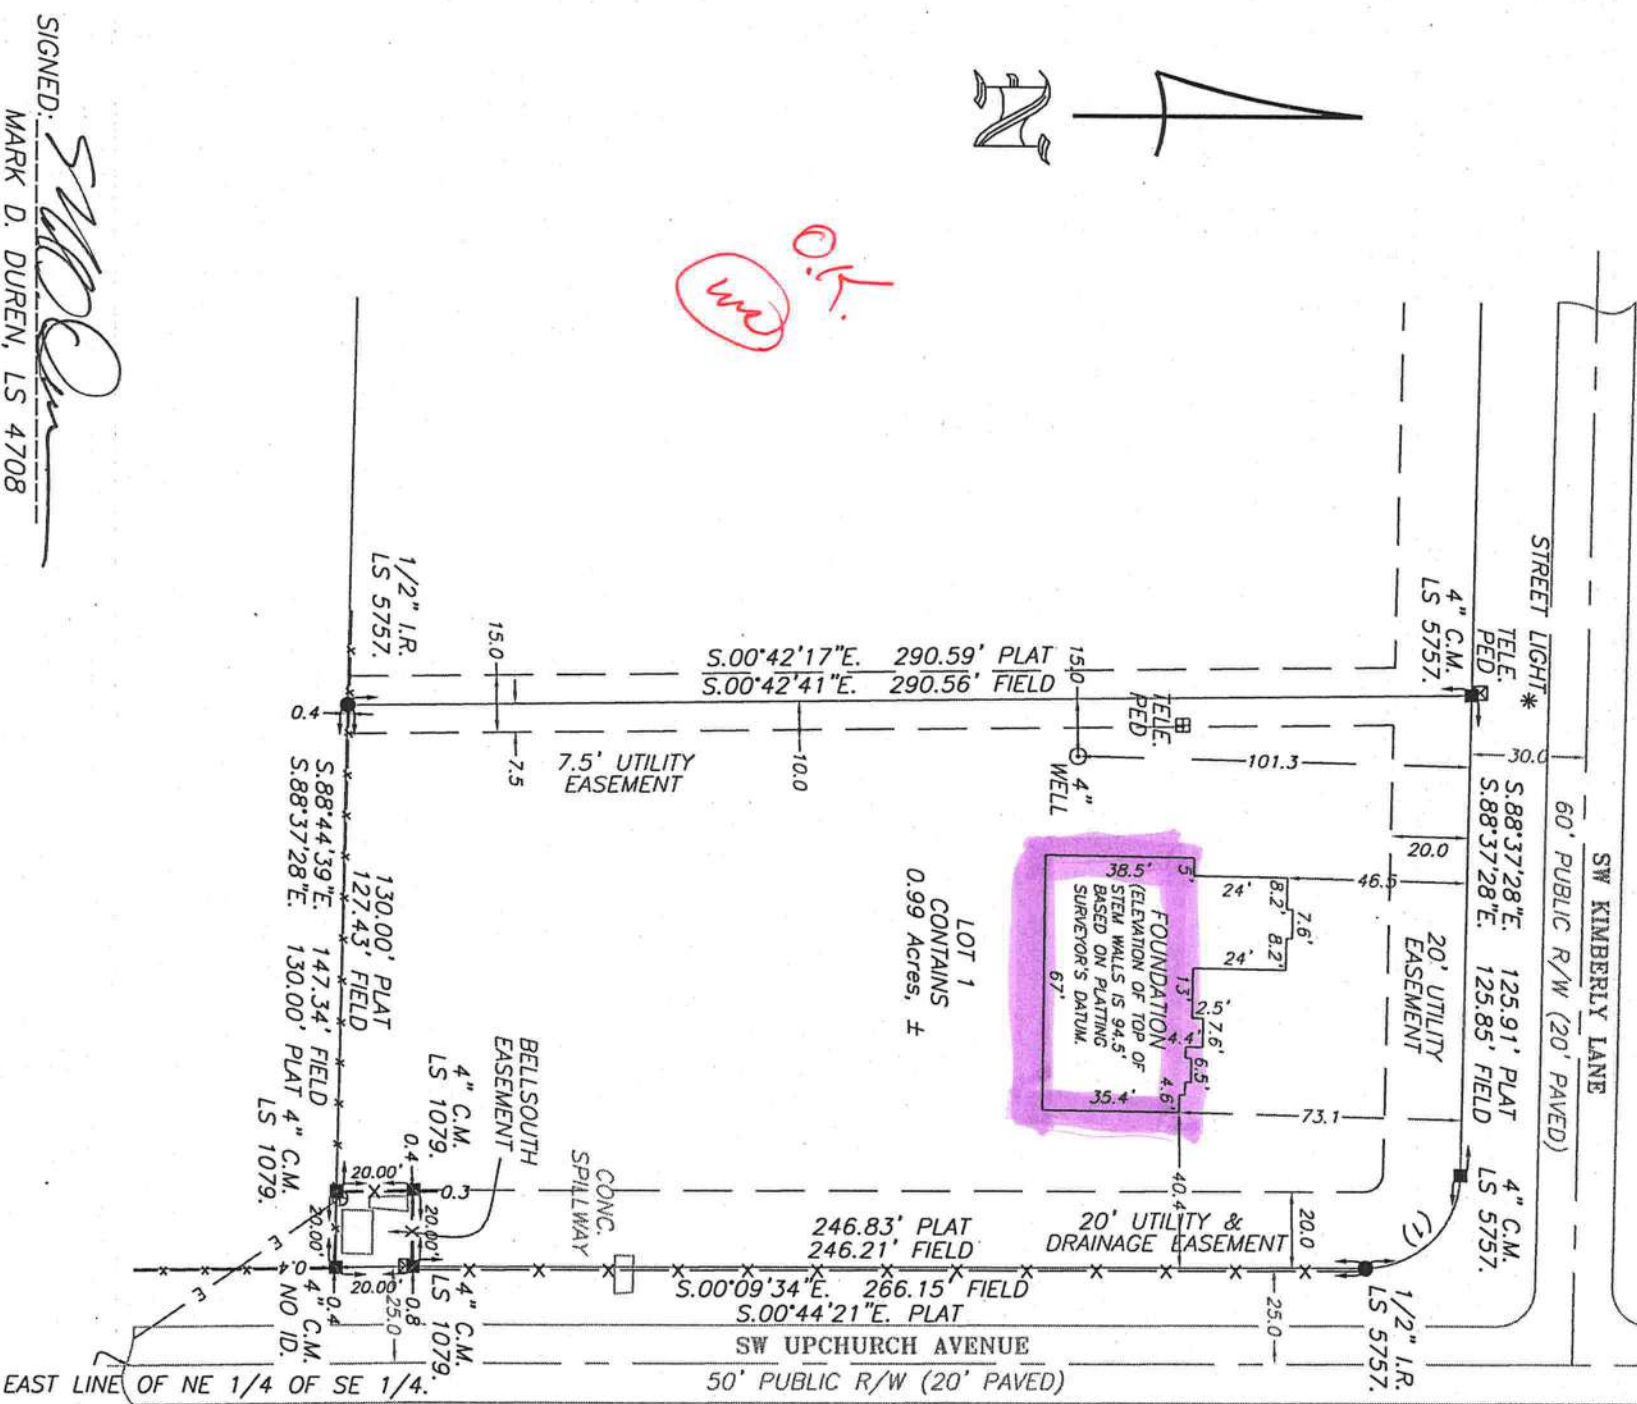 N
O.K.
SIGNED:
MARK D. DUREN, LS 4708
SW KIMBERLY LANE
60' PUBLIC R/W (20' PAVED)
STREET LIGHT *
TELE.
PED
4" C.M.
LS 5757.
30.0
S.88°37'28"E. 125.91' PLAT
S.88°37'28"E. 125.85' FIELD
4" C.M.
LS 5757.
(1)
1/2" I.R.
LS 5757.
20' UTILITY
EASEMENT
20.0
46.5
73.1
101.3
15.0
TELE.
PED
4"
WELL
S.00°42'17"E. 290.59' PLAT
S.00°42'41"E. 290.56' FIELD
10.0
15.0
7.5
7.5' UTILITY
EASEMENT
1/2" I.R.
LS 5757.
0.4
FOUNDATION
(ELEVATION OF TOP OF
STEM WALLS IS 94.5'
BASED ON PLATTING
SURVEYOR'S DATUM.
38.5'
5'
24'
8.2'
7.6'
8.2'
24'
13'
2.5'
7.6'
4.4'
6.5'
4.6'
35.4'
67'
LOT 1
CONTAINS
0.99 Acres, ±
40.4
20' UTILITY &
DRAINAGE EASEMENT
20.0
246.83' PLAT
246.21' FIELD
S.00°09'34"E. 266.15' FIELD
S.00°44'21"E. PLAT
25.0
CONC.
SPILLWAY
BELLSOUTH
EASEMENT
4" C.M.
LS 1079.
130.00' PLAT
127.43' FIELD
S.88°44'39"E. 147.34' FIELD
S.88°37'28"E. 130.00' PLAT
4" C.M.
LS 1079.
0.4
0.3
20.00'
20.00'
20.00'
20.00'
0.4
0.4
0.8
25.0
4" C.M.
LS 1079.
4" C.M.
NO ID.
E
E
SW UPCHURCH AVENUE
50' PUBLIC R/W (20' PAVED)
EAST LINE OF NE 1/4 OF SE 1/4.